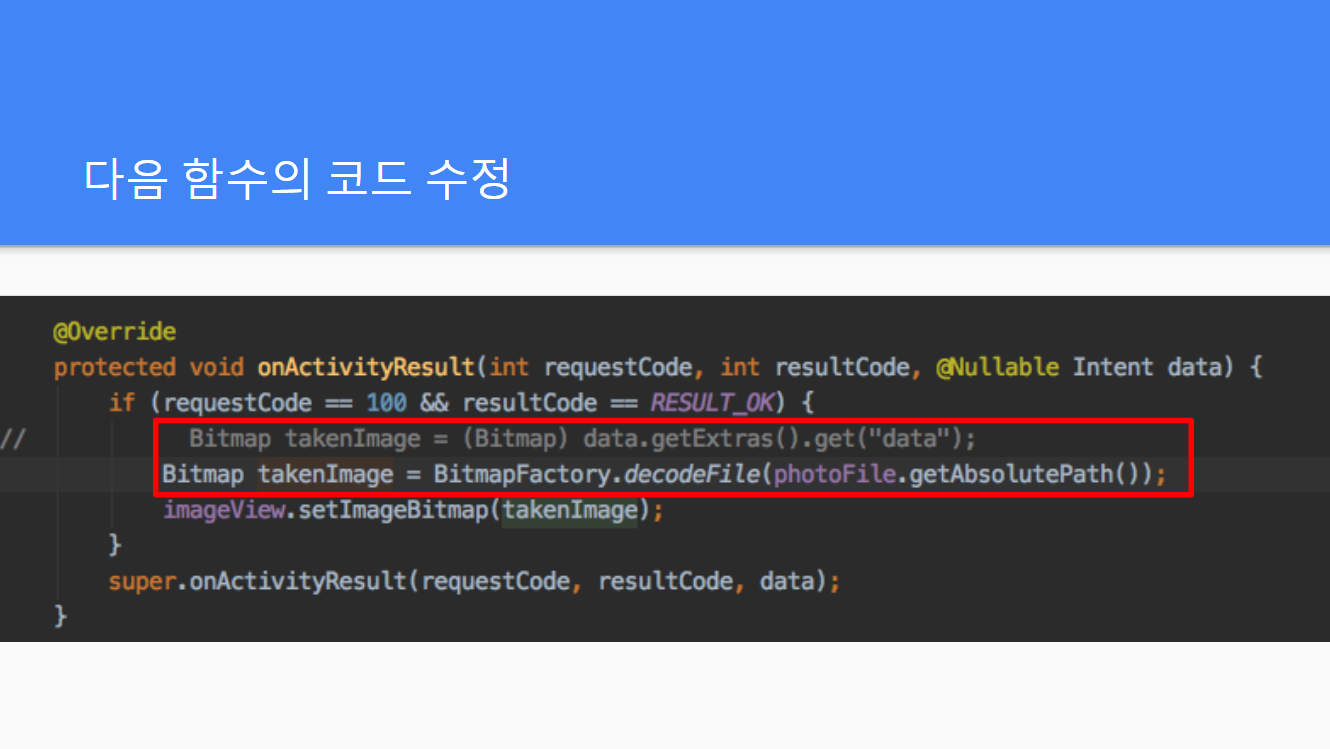 다음 함수의 코드 수정
@Override
protected void onActivityResult(int requestCode, int resultCode, @Nullable Intent data) {
if (requestCode == 100 && resultCode == RESULT_OK) {
// Bitmap takenImage = (Bitmap) data.getExtras().get("data");
Bitmap takenImage = BitmapFactory.decodeFile(photoFile.getAbsolutePath());
imageView.setImageBitmap(takenImage);
}
super.onActivityResult(requestCode, resultCode, data);
}